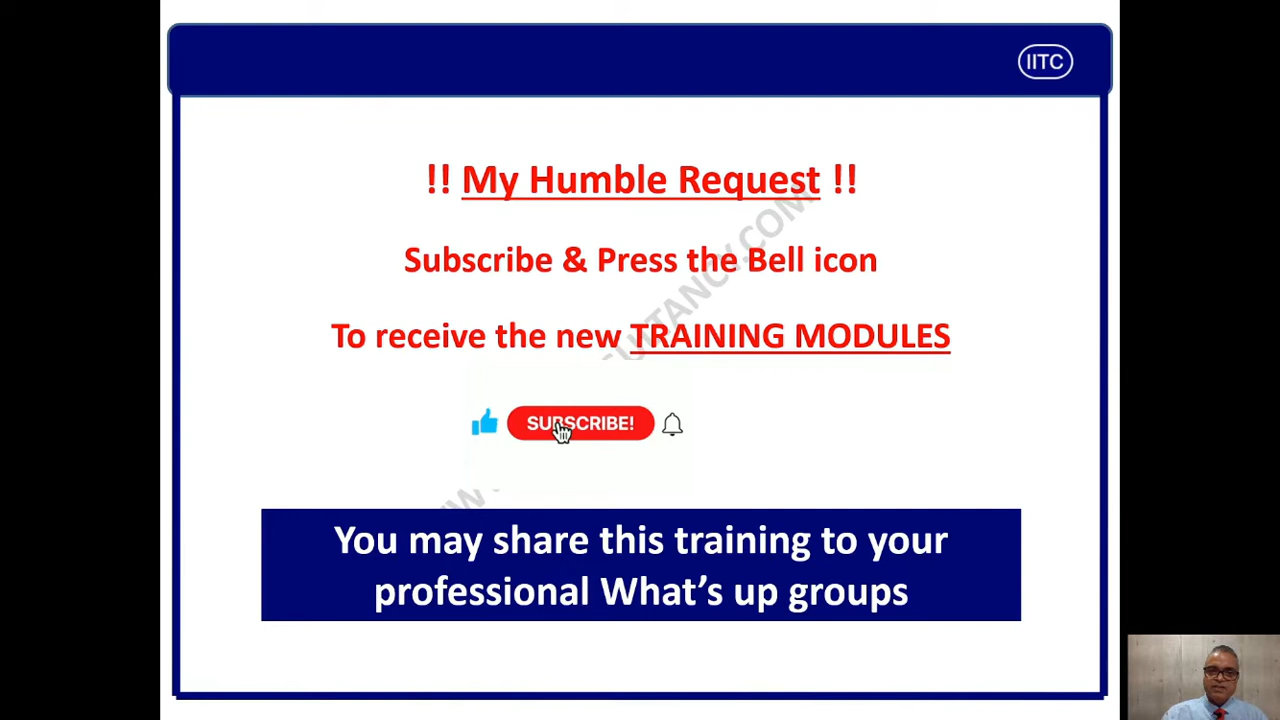 IITC
!! My Humble Request !!
Subscribe & Press the Bell icon
To receive the new TRAINING MODULES
SUBSCRIBE!
You may share this training to your
professional What's up groups